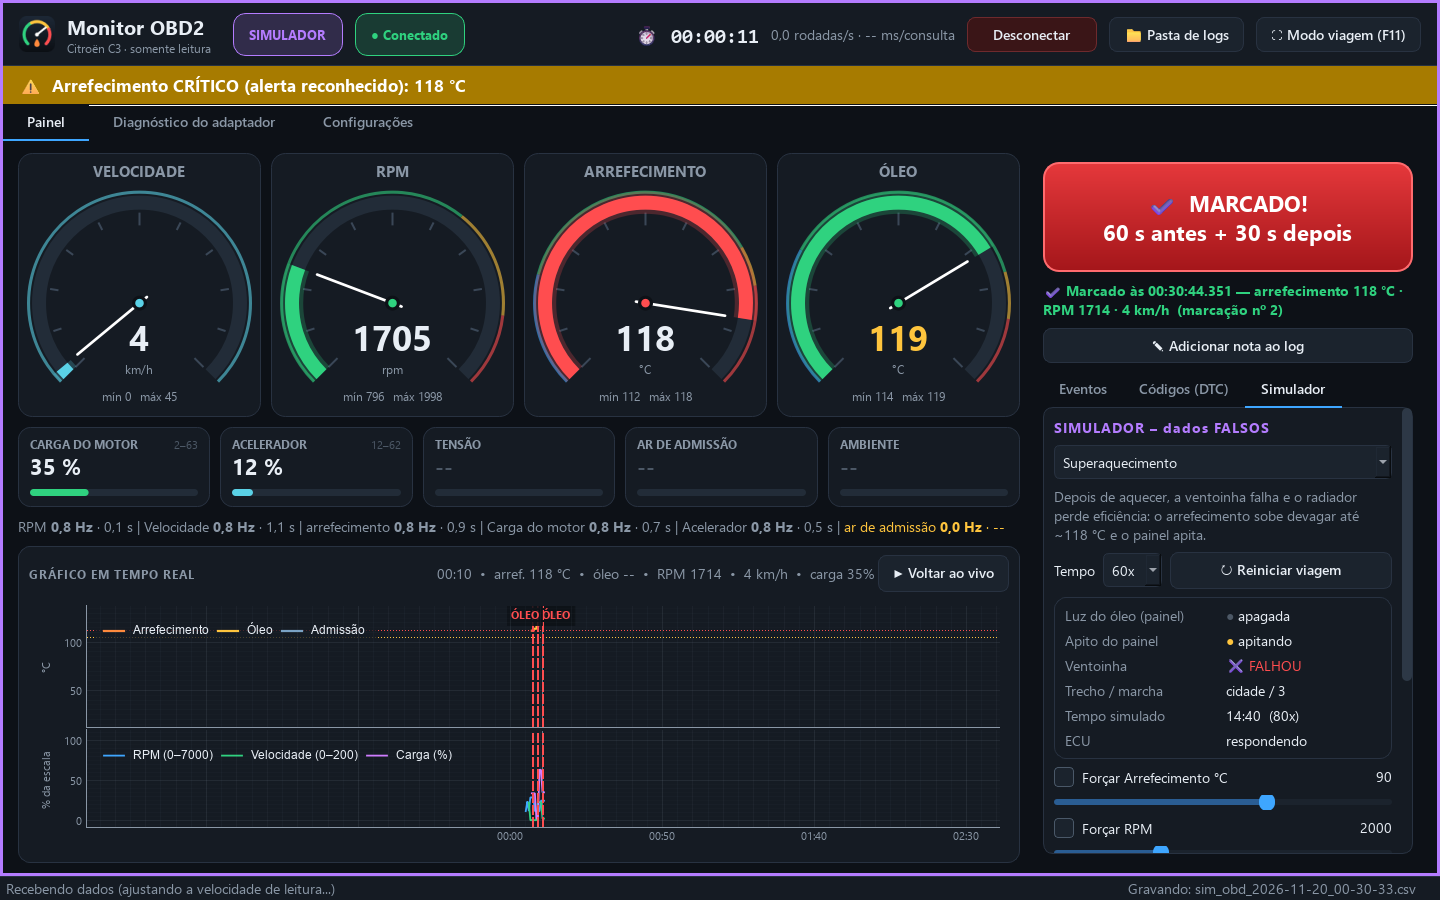 Monitor OBD2
Citroën C3 · somente leitura
SIMULADOR
● Conectado
00:00:11
0,0 rodadas/s · -- ms/consulta
Desconectar
Pasta de logs
Modo viagem (F11)
Arrefecimento CRÍTICO (alerta reconhecido): 118 °C
Painel
Diagnóstico do adaptador
Configurações
VELOCIDADE
4
km/h
mín 0 máx 45
RPM
1705
rpm
mín 796 máx 1998
ARREFECIMENTO
118
°C
mín 112 máx 118
ÓLEO
119
°C
mín 114 máx 119
MARCADO!
60 s antes + 30 s depois
Marcado às 00:30:44.351 — arrefecimento 118 °C ·
RPM 1714 · 4 km/h (marcação nº 2)
Adicionar nota ao log
CARGA DO MOTOR 2–63
35 %
ACELERADOR 12–62
12 %
TENSÃO
--
AR DE ADMISSÃO
--
AMBIENTE
--
RPM 0,8 Hz · 0,1 s | Velocidade 0,8 Hz · 1,1 s | arrefecimento 0,8 Hz · 0,9 s | Carga do motor 0,8 Hz · 0,7 s | Acelerador 0,8 Hz · 0,5 s | ar de admissão 0,0 Hz · --
GRÁFICO EM TEMPO REAL
00:10 • arref. 118 °C • óleo -- • RPM 1714 • 4 km/h • carga 35%
► Voltar ao vivo
ÓLEO ÓLEO
Arrefecimento Óleo Admissão
100
50
°C
RPM (0–7000) Velocidade (0–200) Carga (%)
100
50
0
% da escala
00:00 00:50 01:40 02:30
Eventos
Códigos (DTC)
Simulador
SIMULADOR – dados FALSOS
Superaquecimento
Depois de aquecer, a ventoinha falha e o radiador
perde eficiência: o arrefecimento sobe devagar até
~118 °C e o painel apita.
Tempo 60x
Reiniciar viagem
Luz do óleo (painel) ● apagada
Apito do painel ● apitando
Ventoinha FALHOU
Trecho / marcha cidade / 3
Tempo simulado 14:40 (80x)
ECU respondendo
Forçar Arrefecimento °C 90
Forçar RPM 2000
Recebendo dados (ajustando a velocidade de leitura...)
Gravando: sim_obd_2026-11-20_00-30-33.csv